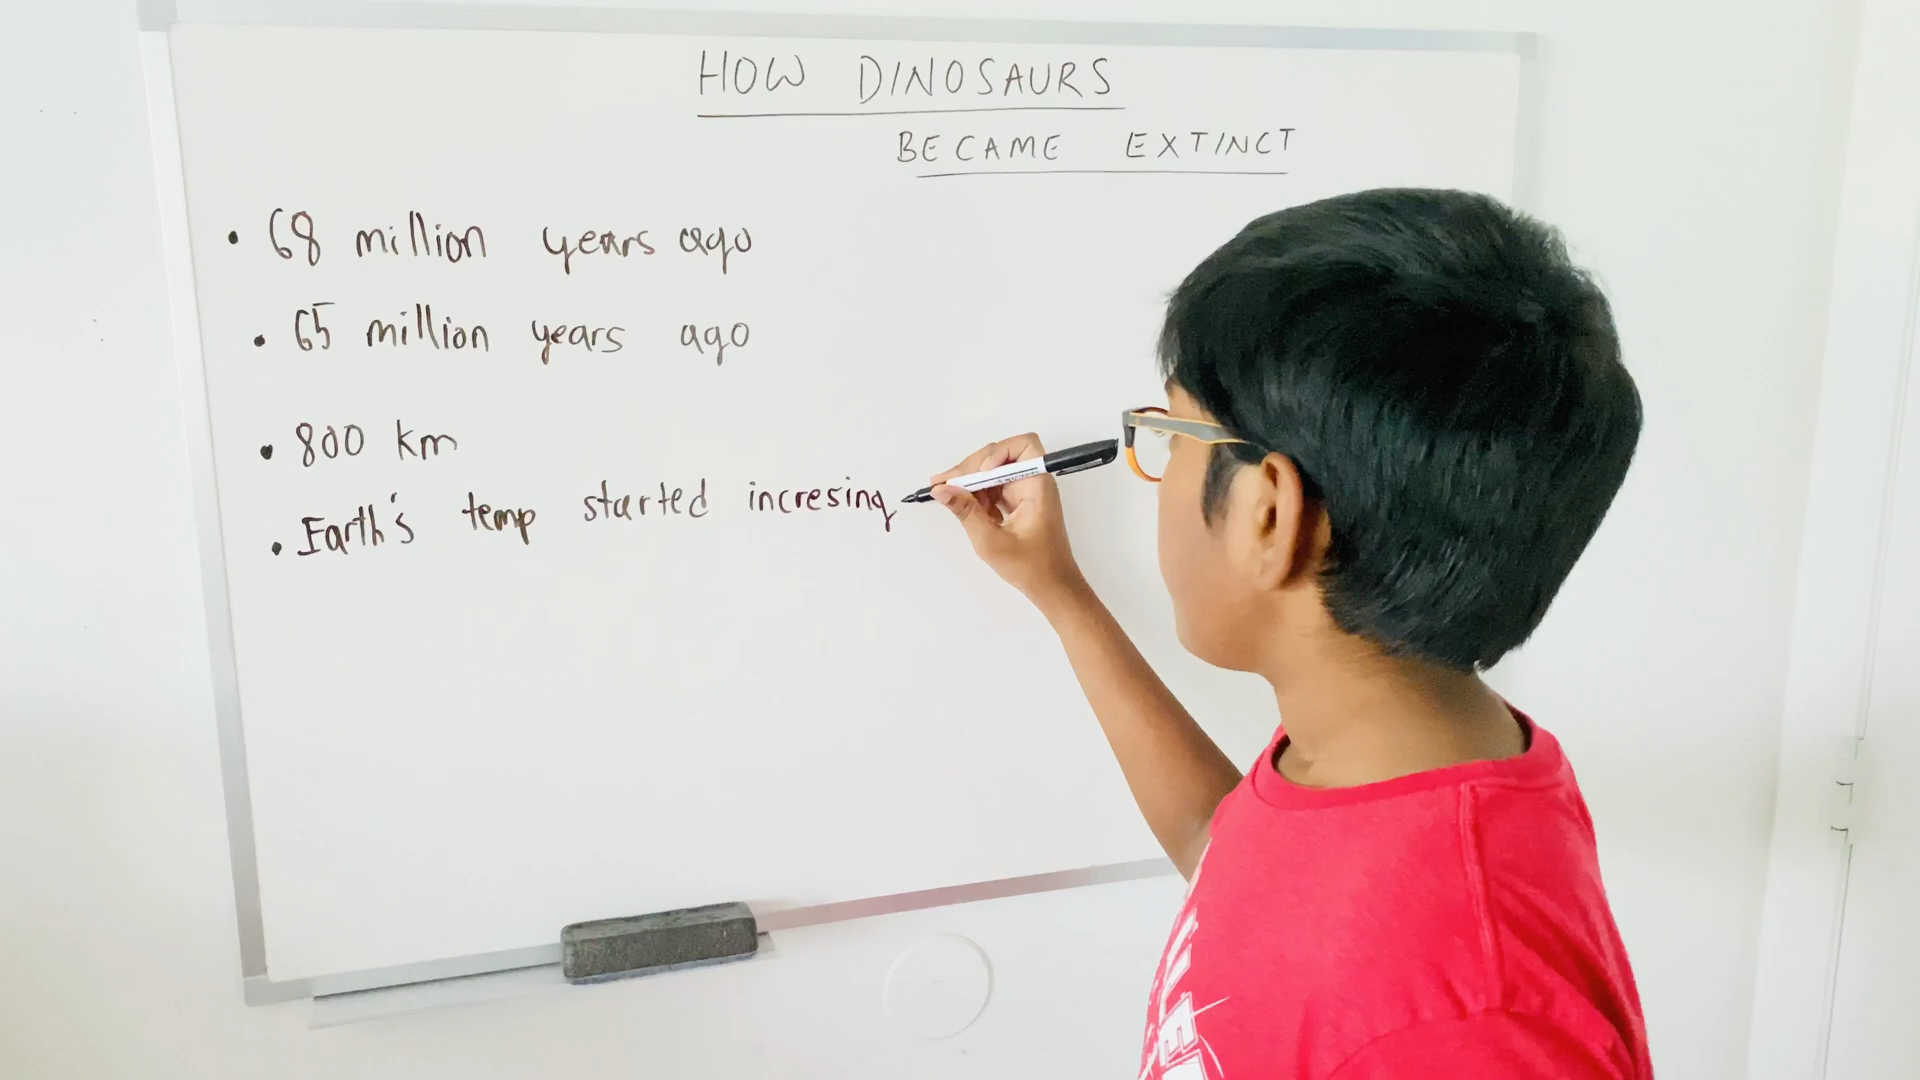 HOW DINOSAURS
BECAME EXTINCT
• 68 million years ago
• 65 million years ago
• 800 km
• Earth's temp started incresing